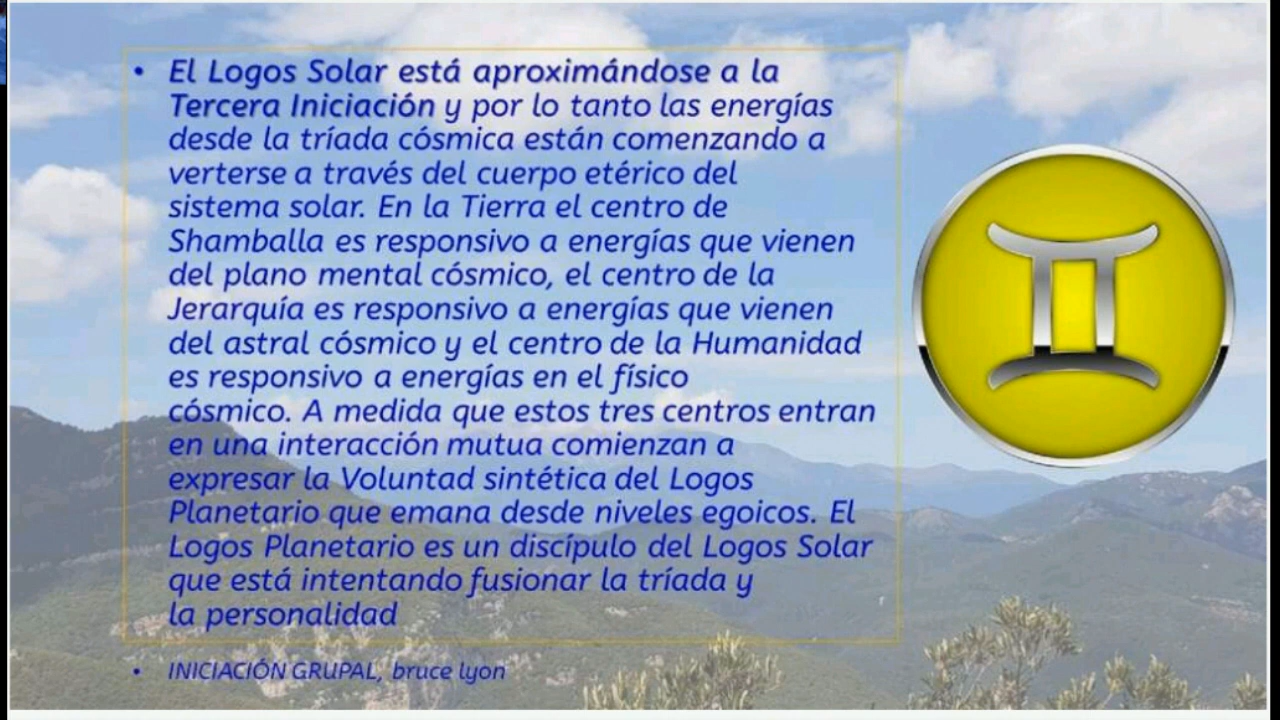 • El Logos Solar está aproximándose a la
Tercera Iniciación y por lo tanto las energías
desde la tríada cósmica están comenzando a
verterse a través del cuerpo etérico del
sistema solar. En la Tierra el centro de
Shamballa es responsivo a energías que vienen
del plano mental cósmico, el centro de la
Jerarquía es responsivo a energías que vienen
del astral cósmico y el centro de la Humanidad
es responsivo a energías en el físico
cósmico. A medida que estos tres centros entran
en una interacción mutua comienzan a
expresar la Voluntad sintética del Logos
Planetario que emana desde niveles egoicos. El
Logos Planetario es un discípulo del Logos Solar
que está intentando fusionar la tríada y
la personalidad
• INICIACIÓN GRUPAL, bruce lyon